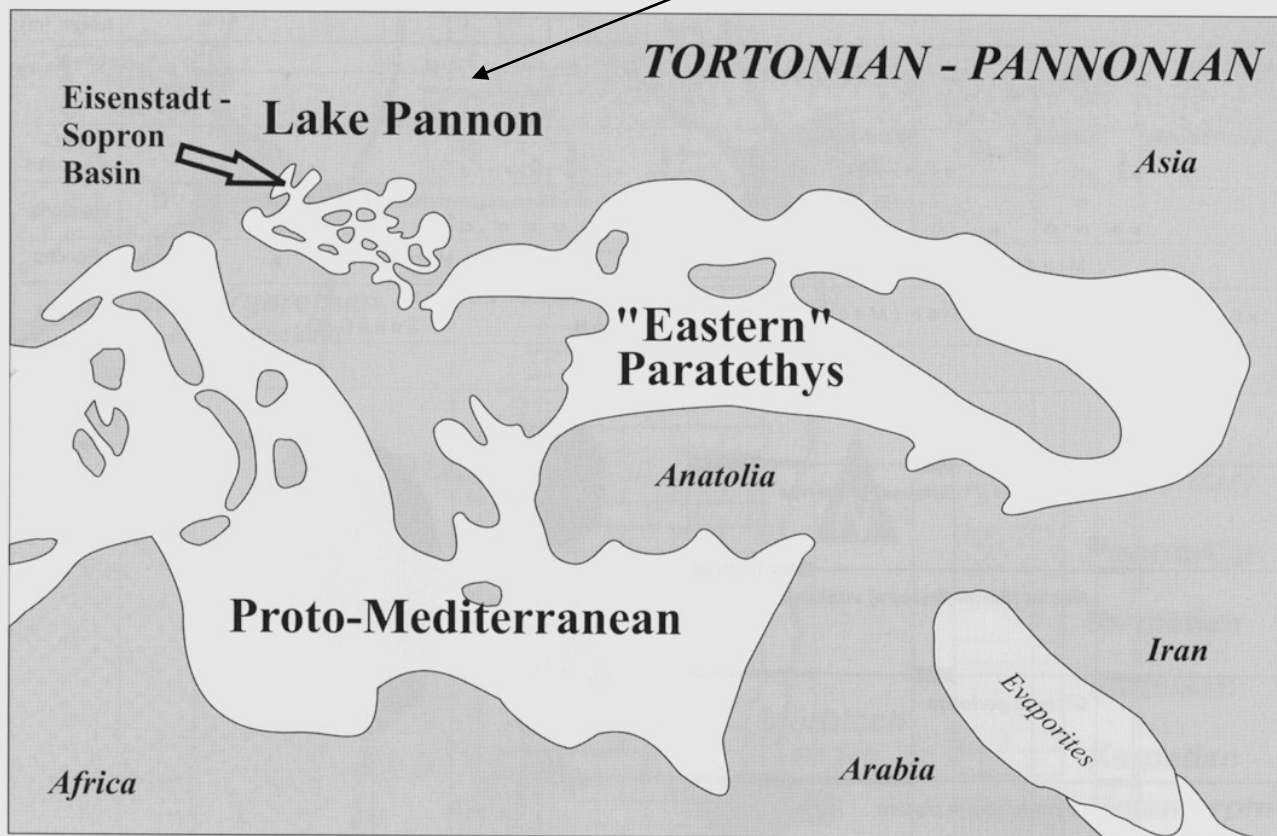 TORTONIAN - PANNONIAN
Eisenstadt -
Sopron
Basin
Lake Pannon
Asia
"Eastern"
Paratethys
Anatolia
Proto-Mediterranean
Iran
Evaporites
Arabia
Africa